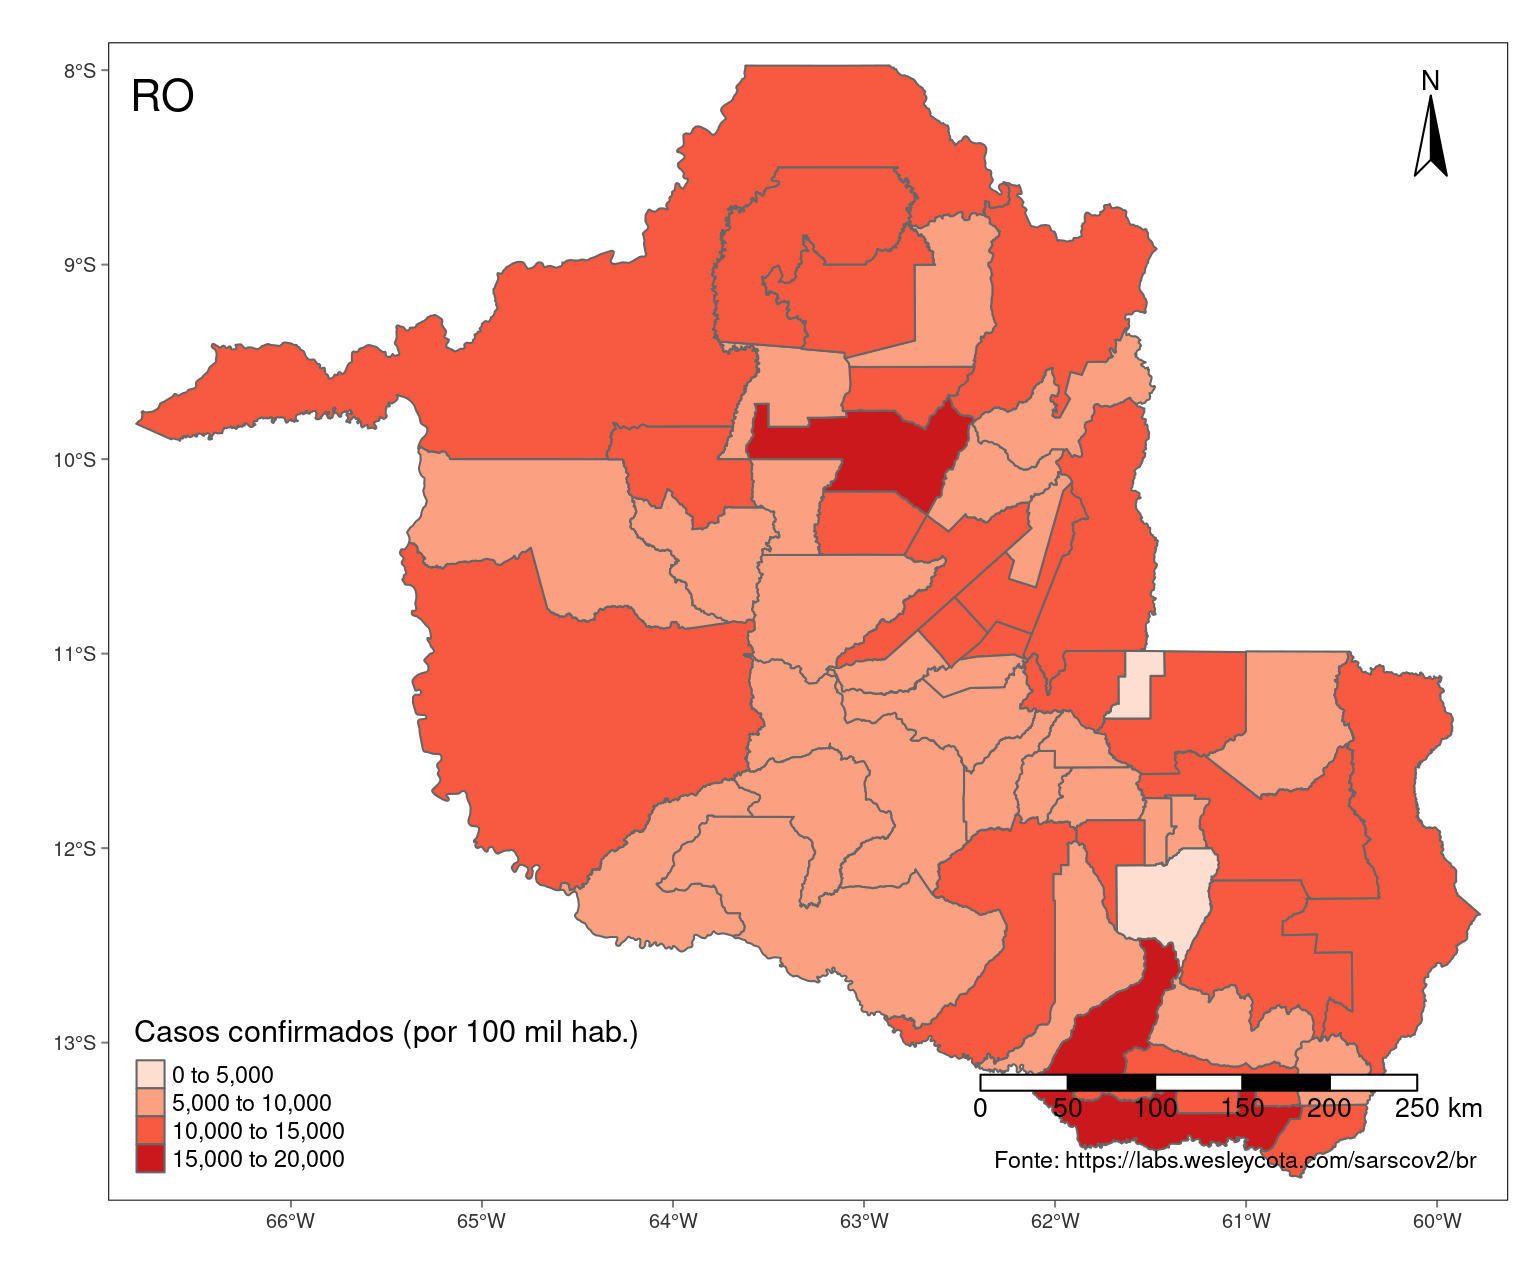 RO
N
8°S
9°S
10°S
11°S
12°S
13°S
Casos confirmados (por 100 mil hab.)
0 to 5,000
5,000 to 10,000
10,000 to 15,000
15,000 to 20,000
0 50 100 150 200 250 km
Fonte: https://labs.wesleycota.com/sarscov2/br
66°W 65°W 64°W 63°W 62°W 61°W 60°W